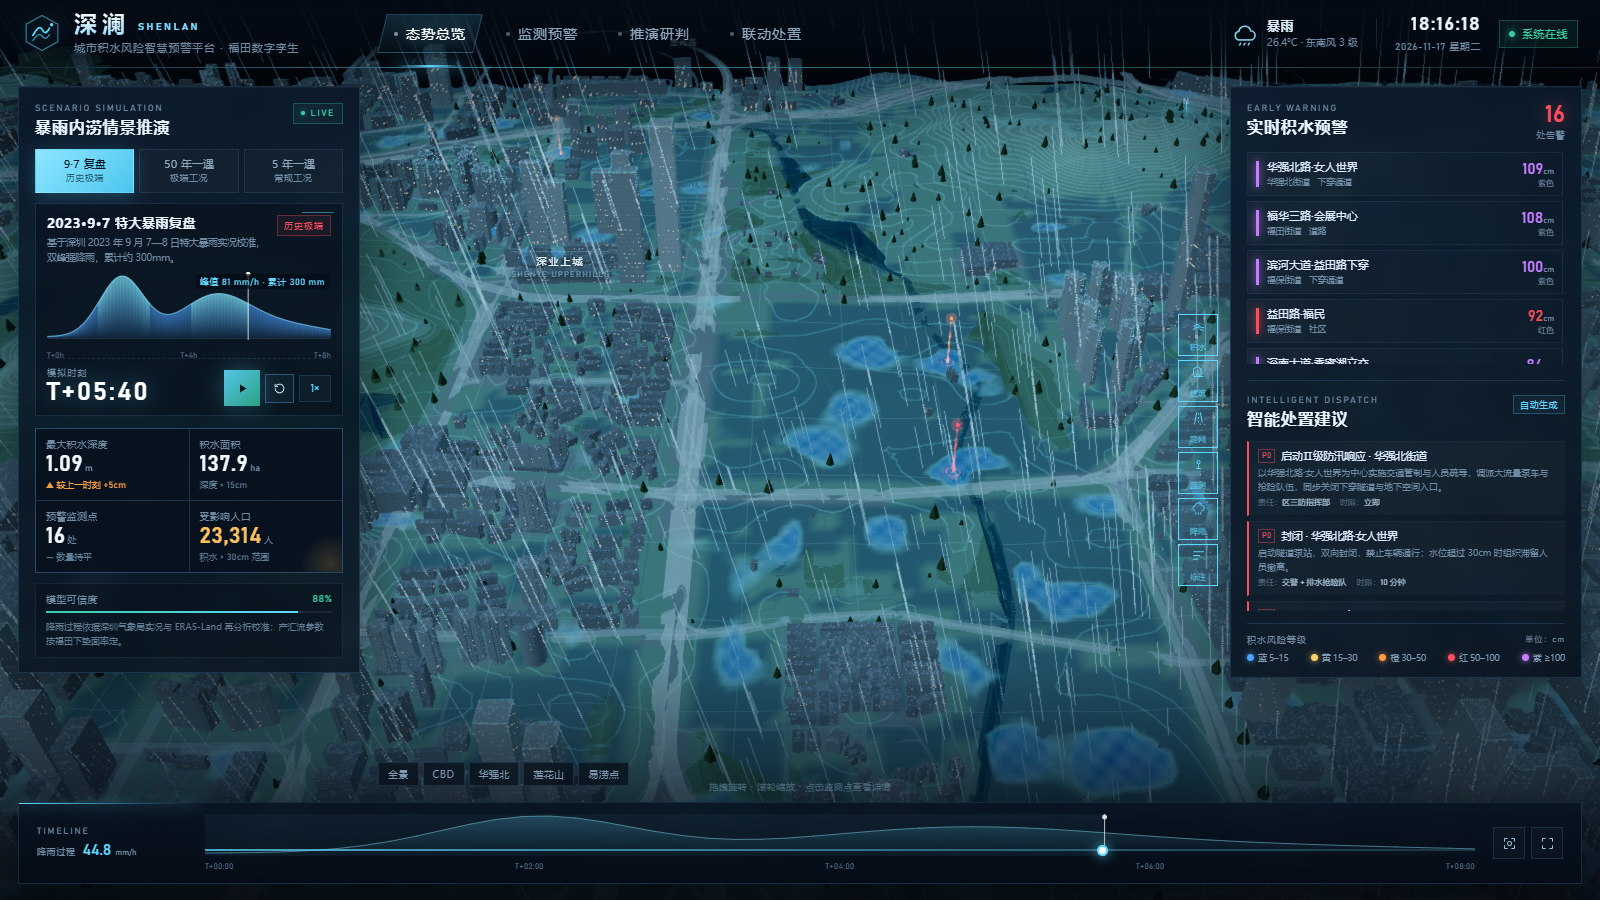 深澜 SHENLAN
城市积水风险智慧预警平台 · 福田数字孪生
态势总览
监测预警
推演研判
联动处置
暴雨
26.4°C · 东南风 3 级
18:16:18
2026-11-17 星期二
系统在线
SCENARIO SIMULATION
暴雨内涝情景推演
LIVE
9·7 复盘
历史极端
50 年一遇
极端工况
5 年一遇
常规工况
2023·9·7 特大暴雨复盘
历史极端
基于深圳 2023 年 9 月 7—8 日特大暴雨实况校准,
双峰强降雨, 累计约 300mm。
峰值 81 mm/h · 累计 300 mm
T+0h
T+4h
T+8h
模拟时刻
T+05:40
1×
最大积水深度
1.09 m
▲ 较上一时刻 +5cm
积水面积
137.9 ha
深度 > 15cm
预警监测点
16 处
— 数量持平
受影响人口
23,314 人
积水 > 30cm 范围
模型可信度
88%
降雨过程依据深圳气象局实况与 ERA5-Land 再分析校准; 产汇流参数
按福田下垫面率定。
深业上城
SHENYE UPPERHILLS
积水
路网
降雨
标注
EARLY WARNING
实时积水预警
16
处告警
华强北路·女人世界
华强北街道 下穿通道
109cm
紫色
福华三路·会展中心
福田街道 道路
108cm
紫色
滨河大道·益田路下穿
福保街道 下穿通道
100cm
紫色
益田路·福民
福保街道 社区
92cm
红色
INTELLIGENT DISPATCH
智能处置建议
自动生成
P0 启动II级防汛响应 · 华强北街道
以华强北路·女人世界为中心实施交通管制与人员疏导, 调派大流量泵车与
抢险队伍, 同步关闭下穿隧道与地下空间入口。
责任: 区三防指挥部 时限: 立即
P0 封闭 · 华强北路·女人世界
启动隧道泵站, 双向封闭, 禁止车辆通行; 水位超过 30cm 时组织滞留人
员撤离。
责任: 交警 + 排水抢险队 时限: 10 分钟
积水风险等级
单位: cm
蓝 5–15
黄 15–30
橙 30–50
红 50–100
紫 ≥100
全景
CBD
华强北
莲花山
易涝点
拖拽旋转 · 滚轮缩放 · 点击监测点查看详情
TIMELINE
降雨过程 44.8 mm/h
T+00:00
T+02:00
T+04:00
T+06:00
T+08:00